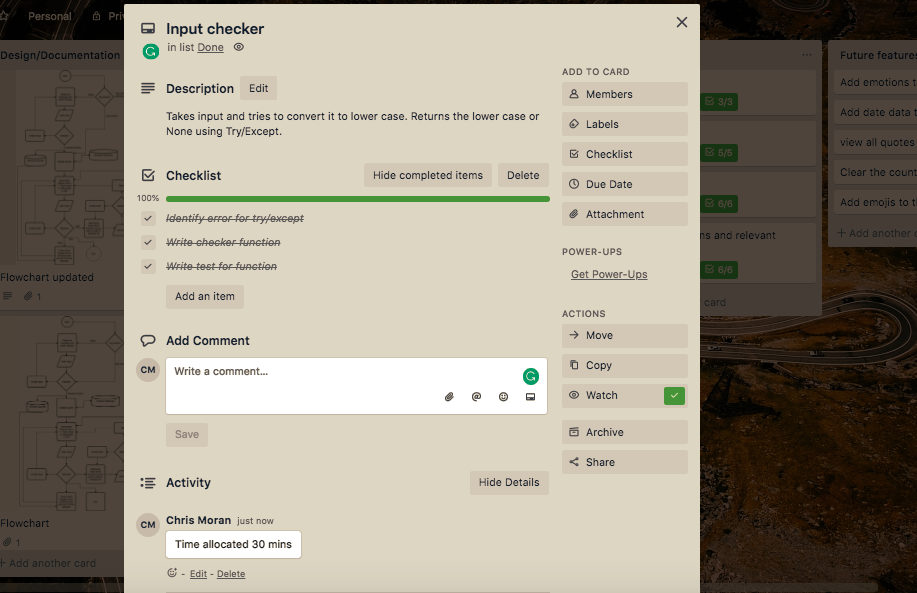 Personal
Input checker
in list Done
Description
Edit
Takes input and tries to convert it to lower case. Returns the lower case or
None using Try/Except.
Checklist
Hide completed items
Delete
100%
Identify error for try/except
Write checker function
Write test for function
Add an item
Add Comment
CM
Write a comment...
Save
Activity
Hide Details
CM
Chris Moran just now
Time allocated 30 mins
- Edit - Delete
ADD TO CARD
Members
Labels
Checklist
Due Date
Attachment
POWER-UPS
Get Power-Ups
ACTIONS
Move
Copy
Watch
Archive
Share
Design/Documentation
Flowchart updated
1
Flowchart
1
+ Add another card
3/3
5/5
6/6
ns and relevant
6/6
card
Future features
Add emotions t
Add date data t
view all quotes
Clear the count
Add emojis to t
+ Add another c